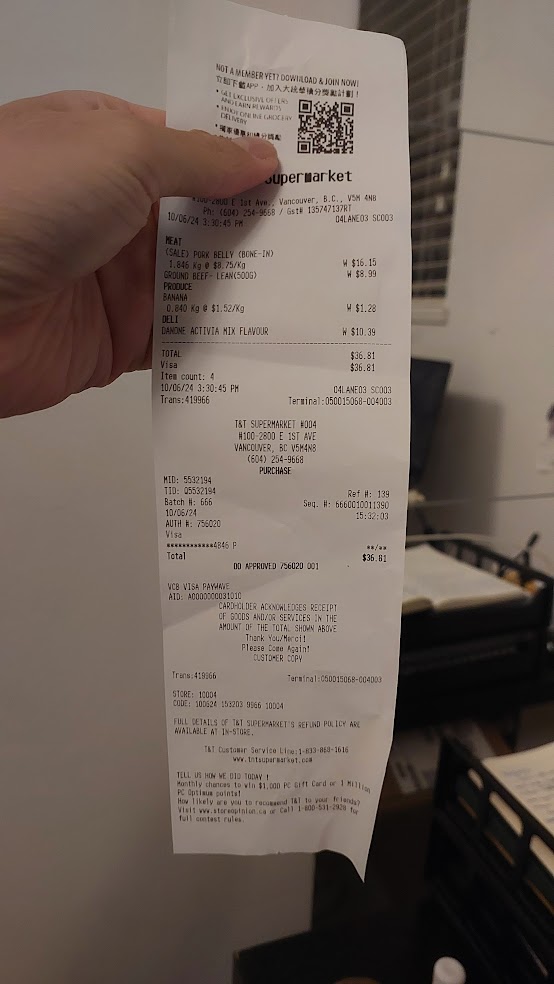 NOT A MEMBER YET? DOWNLOAD & JOIN NOW!
立即下載APP，加入大統華積分獎勵計劃！
• GET EXCLUSIVE OFFERS
AND EARN REWARDS
• ENJOY ONLINE GROCERY
DELIVERY
• 獨享優惠和積分獎勵
Supermarket
#100-2800 E 1st Ave., Vancouver, B.C., V5M 4N8
Ph: (604) 254-9668 / Gst# 135747137RT
10/06/24 3:30:45 PM 04LANE03 SC003
MEAT
(SALE) PORK BELLY (BONE-IN)
1.846 Kg @ $8.75/Kg W $16.15
GROUND BEEF- LEAN(500G) W $8.99
PRODUCE
BANANA
0.840 Kg @ $1.52/Kg W $1.28
DELI
DANONE ACTIVIA MIX FLAVOUR W $10.39
TOTAL $36.81
Visa $36.81
Item count: 4
10/06/24 3:30:45 PM 04LANE03 SC003
Trans:419966 Terminal:050015068-004003
T&T SUPERMARKET #004
#100-2800 E 1ST AVE
VANCOUVER, BC V5M4N8
(604) 254-9668
PURCHASE
MID: 5532194
TID: Q5532194 Ref #: 139
Batch #: 666 Seq. #: 6660010011390
10/06/24 15:32:03
AUTH #: 756020
Visa
************4846 P **/**
Total $36.81
00 APPROVED 756020 001
VCB VISA PAYWAVE
AID: A0000000031010
CARDHOLDER ACKNOWLEDGES RECEIPT
OF GOODS AND/OR SERVICES IN THE
AMOUNT OF THE TOTAL SHOWN ABOVE
Thank You/Merci!
Please Come Again!
CUSTOMER COPY
Trans:419966 Terminal:050015068-004003
STORE: 10004
CODE: 100624 153203 9966 10004
FULL DETAILS OF T&T SUPERMARKET'S REFUND POLICY ARE
AVAILABLE AT IN-STORE.
T&T Customer Service Line:1-833-868-1616
www.tntsupermarket.com
TELL US HOW WE DID TODAY !
Monthly chances to win $1,000 PC Gift Card or 1 Million
PC Optimum points!
How likely are you to recommend T&T to your friends?
Visit www.storeopinion.ca or Call 1-800-531-2928 for
full contest rules.